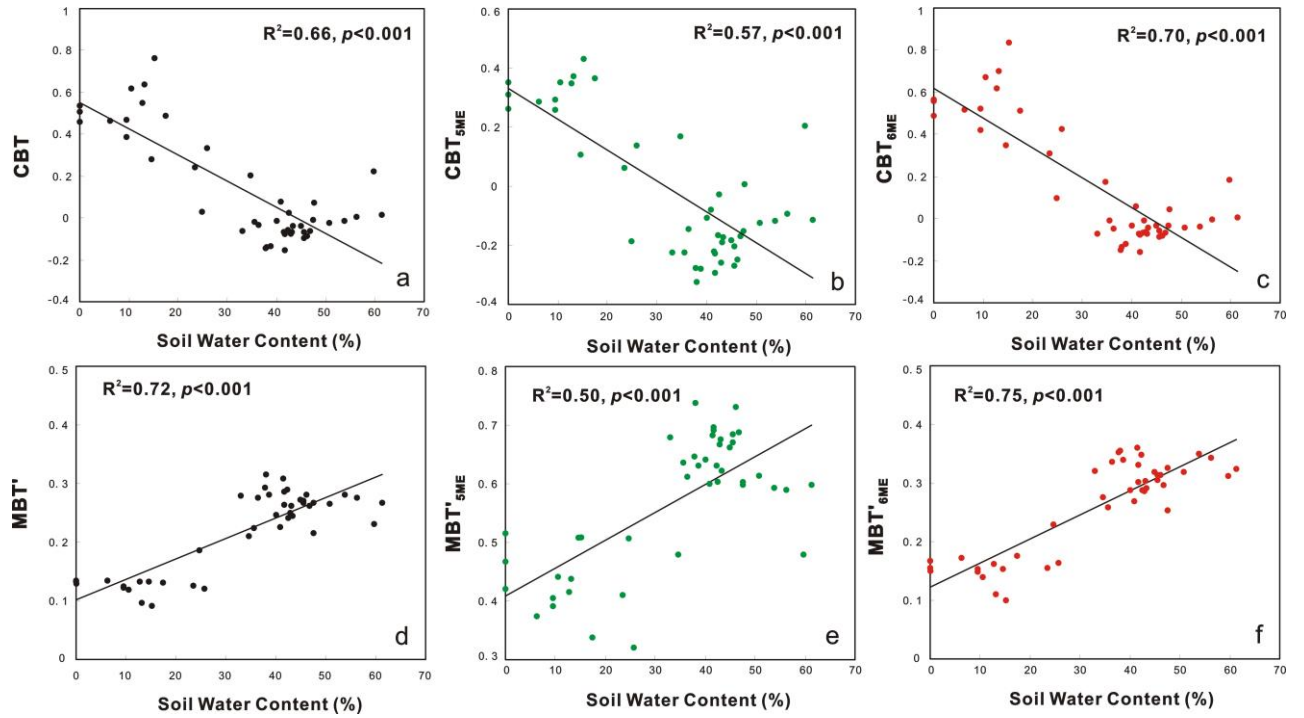 R²=0.66, p<0.001
CBT
1
0.8
0.6
0.4
0.2
0
-0.2
-0.4
0 10 20 30 40 50 60 70
Soil Water Content (%)
a
R²=0.57, p<0.001
CBT5ME
0.6
0.4
0.2
0
-0.2
-0.4
0 10 20 30 40 50 60 70
Soil Water Content (%)
b
R²=0.70, p<0.001
CBT6ME
1
0.8
0.6
0.4
0.2
0
-0.2
-0.4
0 10 20 30 40 50 60 70
Soil Water Content (%)
c
R²=0.72, p<0.001
MBT'
0.5
0.4
0.3
0.2
0.1
0
0 10 20 30 40 50 60 70
Soil Water Content (%)
d
R²=0.50, p<0.001
MBT'5ME
0.8
0.7
0.6
0.5
0.4
0.3
0 10 20 30 40 50 60 70
Soil Water Content (%)
e
R²=0.75, p<0.001
MBT'6ME
0.5
0.4
0.3
0.2
0.1
0
0 10 20 30 40 50 60 70
Soil Water Content (%)
f